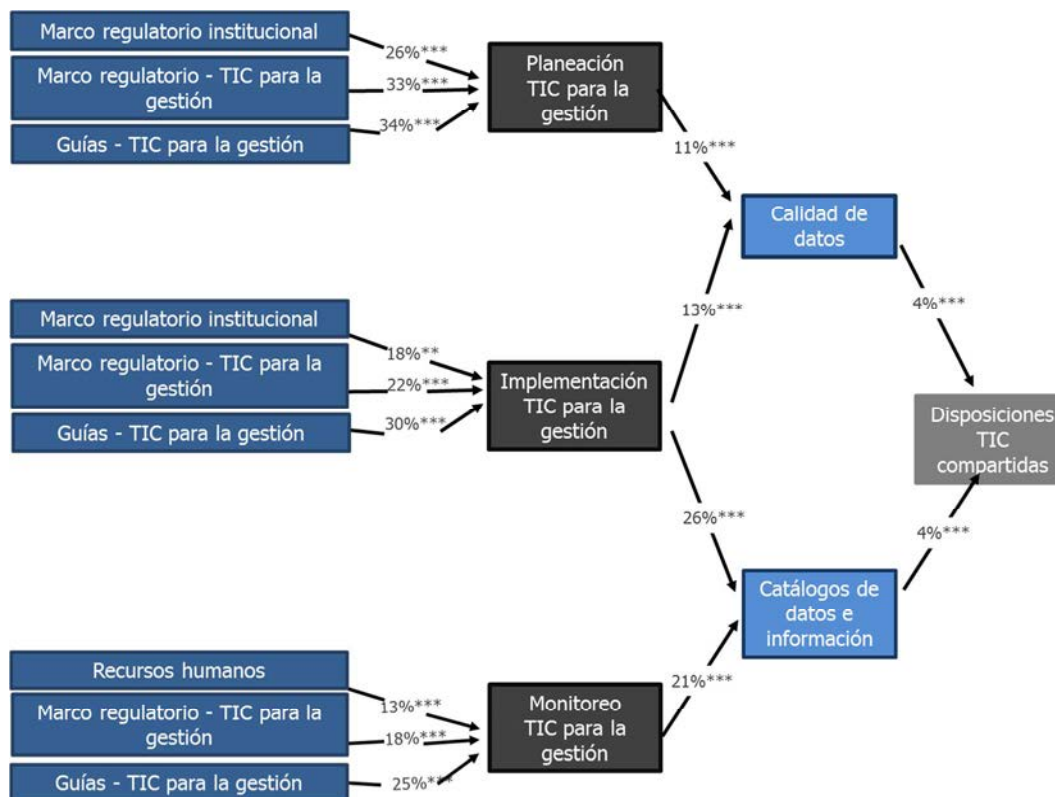 Marco regulatorio institucional
26%***
Marco regulatorio - TIC para la
gestión
33%***
Guías - TIC para la gestión
34%***
Planeación
TIC para la
gestión
11%***
Calidad de
datos
Marco regulatorio institucional
18%**
Marco regulatorio - TIC para la
gestión
22%***
Guías - TIC para la gestión
30%***
Implementación
TIC para la
gestión
13%***
4%***
26%***
Disposiciones
TIC
compartidas
4%***
Catálogos de
datos e
información
Recursos humanos
13%***
Marco regulatorio - TIC para la
gestión
18%***
Guías - TIC para la gestión
25%***
Monitoreo
TIC para la
gestión
21%***